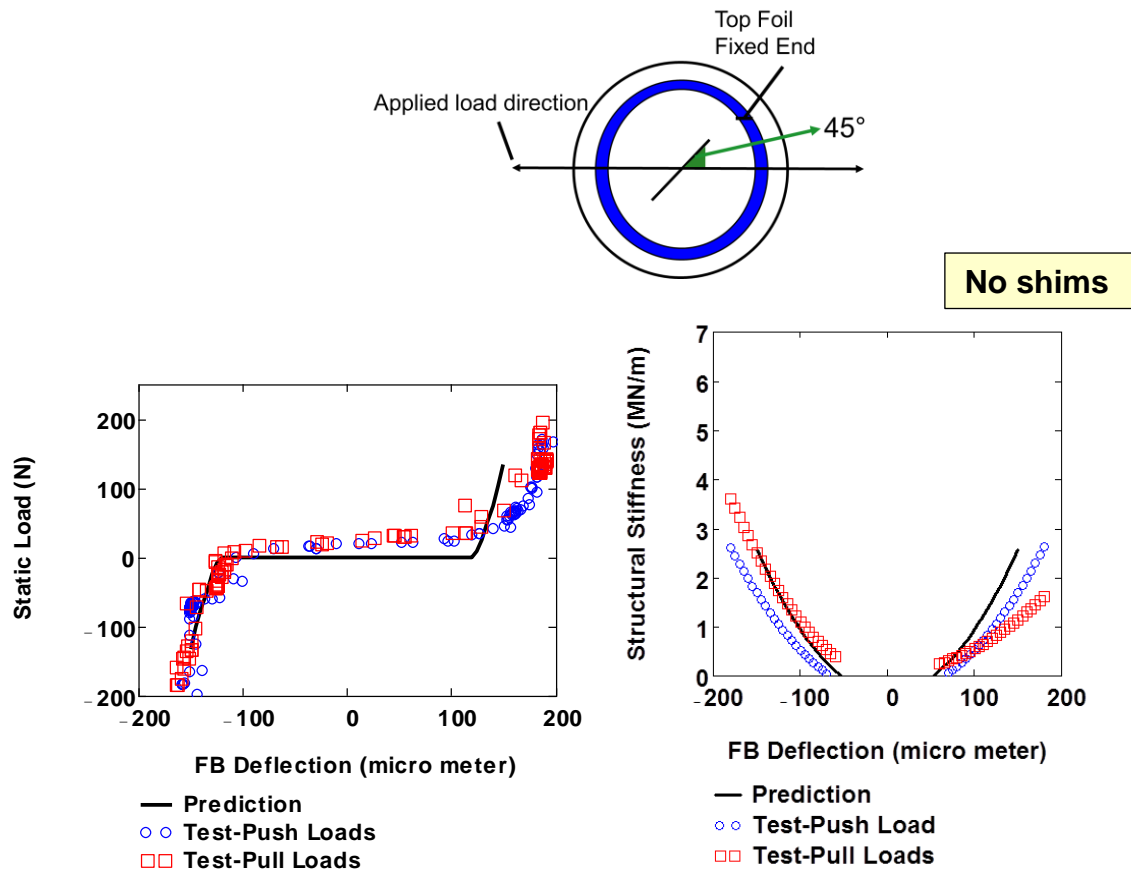 Top Foil
Fixed End
Applied load direction
45°
No shims
Static Load (N)
200
100
0
−100
−200
−200
−100
0
100
200
FB Deflection (micro meter)
Prediction
Test-Push Loads
Test-Pull Loads
Structural Stiffness (MN/m)
7
6
5
4
3
2
1
0
−200
−100
0
100
200
FB Deflection (micro meter)
Prediction
Test-Push Load
Test-Pull Loads